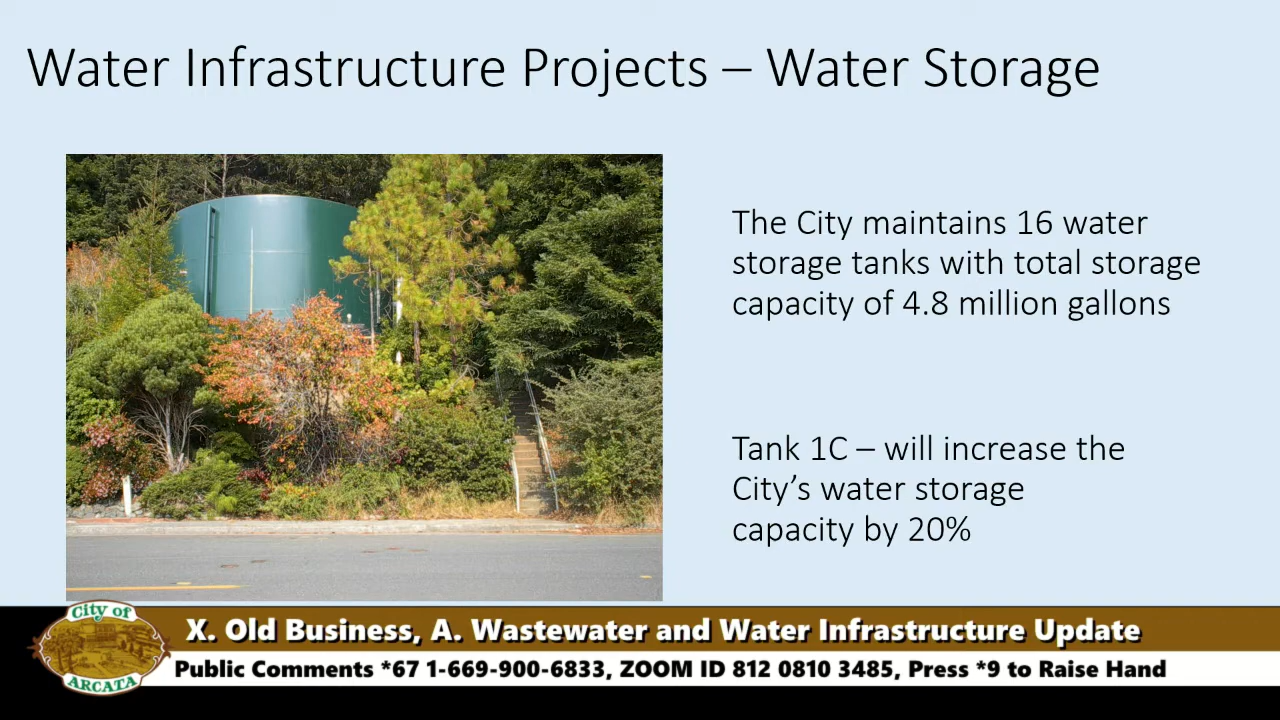 Water Infrastructure Projects – Water Storage
The City maintains 16 water
storage tanks with total storage
capacity of 4.8 million gallons
Tank 1C – will increase the
City’s water storage
capacity by 20%
City of
ARCATA
X. Old Business, A. Wastewater and Water Infrastructure Update
Public Comments *67 1-669-900-6833, ZOOM ID 812 0810 3485, Press *9 to Raise Hand